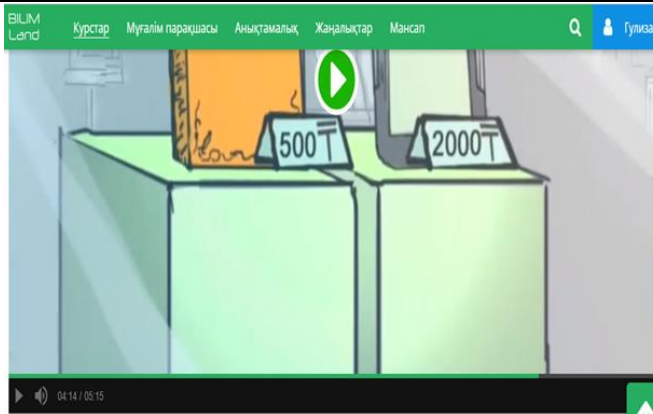 BILIM
Land
Курстар Мұғалім парақшасы Анықтамалық Жаңалықтар Мансап Гулиза
500₸ 2000₸
04:14 / 05:15